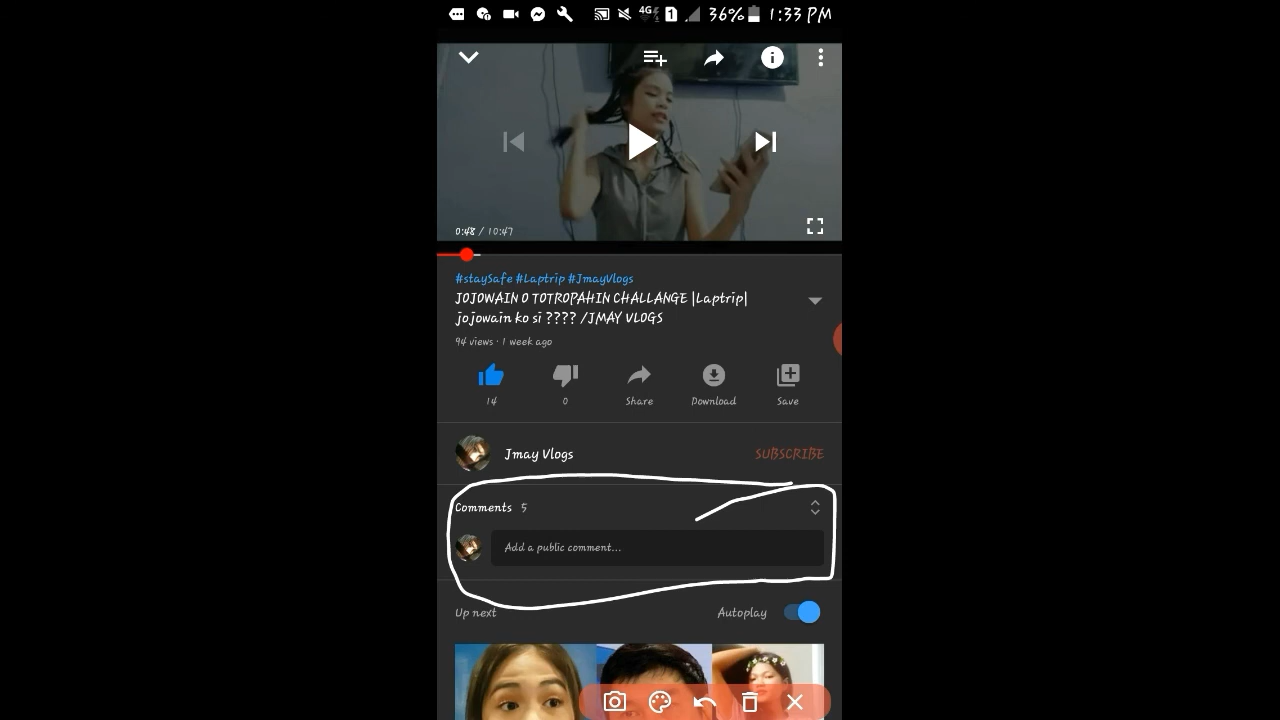 4G 1 36% 1:33 PM
0:48 / 10:47
#staySafe #Laptrip #JmayVlogs
JOJOWAIN O TOTROPAHIN CHALLANGE |Laptrip|
jojowain ko si ???? /JMAY VLOGS
94 views · 1 week ago
14 0 Share Download Save
Jmay Vlogs SUBSCRIBE
Comments 5
Add a public comment...
Up next Autoplay